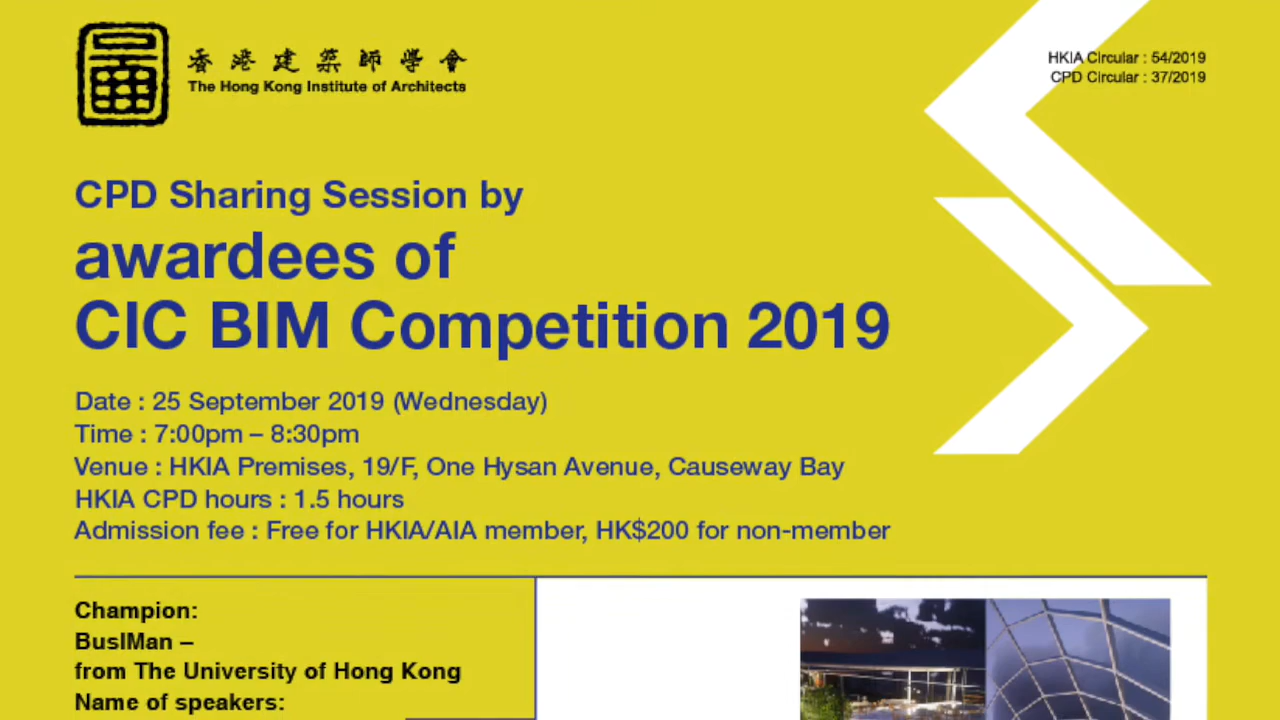 香港建築師學會
The Hong Kong Institute of Architects
HKIA Circular : 54/2019
CPD Circular : 37/2019
CPD Sharing Session by
awardees of
CIC BIM Competition 2019
Date : 25 September 2019 (Wednesday)
Time : 7:00pm – 8:30pm
Venue : HKIA Premises, 19/F, One Hysan Avenue, Causeway Bay
HKIA CPD hours : 1.5 hours
Admission fee : Free for HKIA/AIA member, HK$200 for non-member
Champion:
BusIMan –
from The University of Hong Kong
Name of speakers: